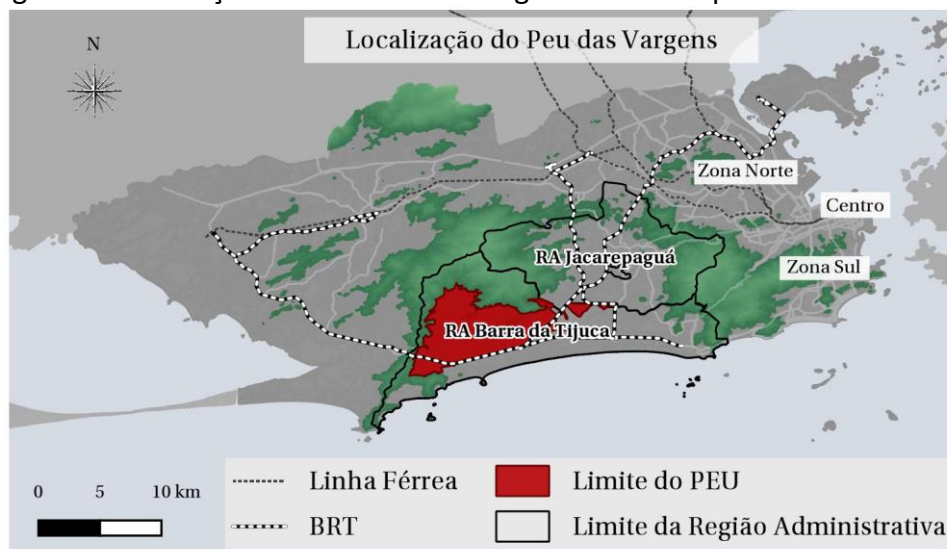 Localização do Peu das Vargens
N
Zona Norte
Centro
RA Jacarepaguá
Zona Sul
RA Barra da Tijuca
0 5 10 km
Linha Férrea
Limite do PEU
BRT
Limite da Região Administrativa